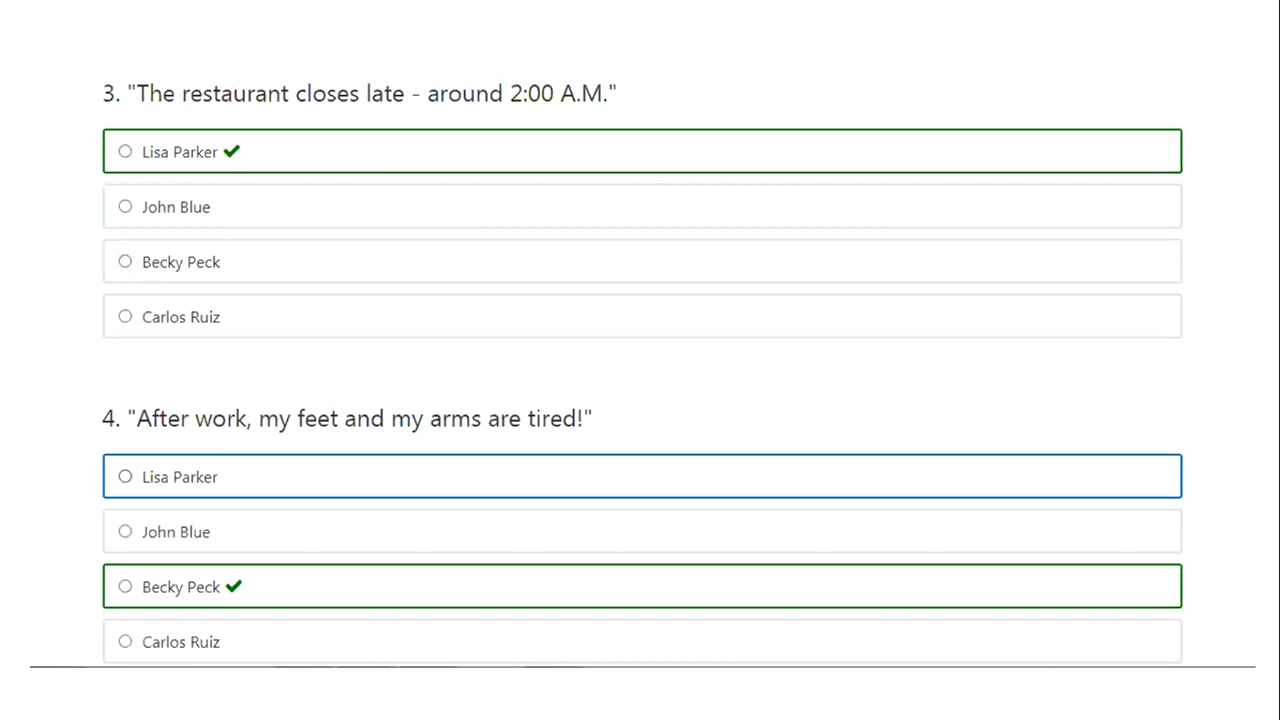 3. "The restaurant closes late - around 2:00 A.M."
Lisa Parker
John Blue
Becky Peck
Carlos Ruiz
4. "After work, my feet and my arms are tired!"
Lisa Parker
John Blue
Becky Peck
Carlos Ruiz